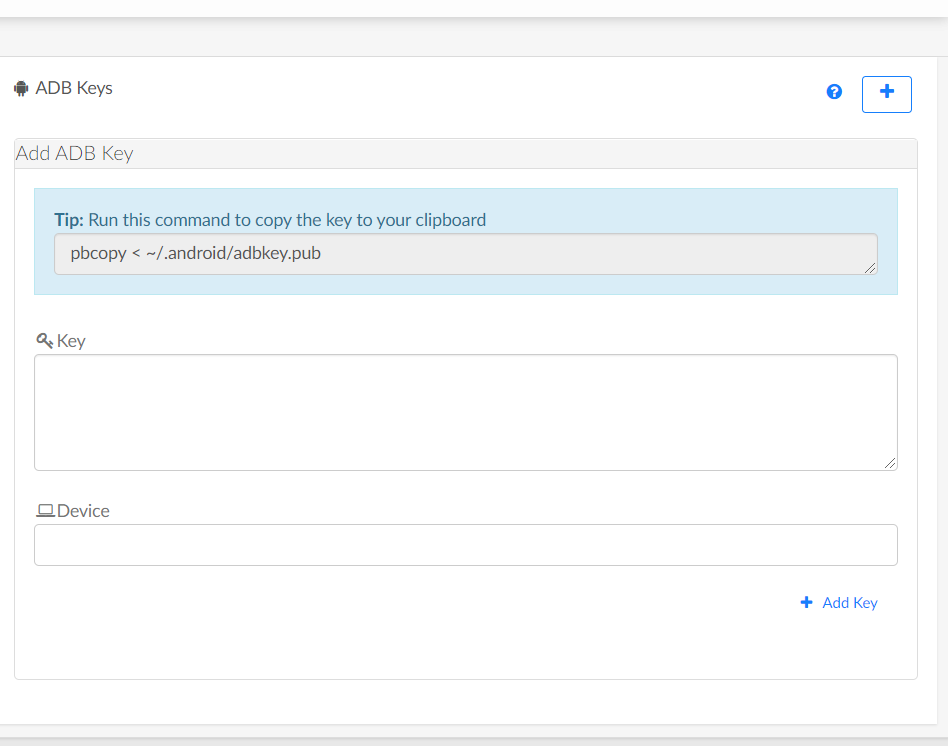 ADB Keys
Add ADB Key
Tip: Run this command to copy the key to your clipboard
pbcopy < ~/.android/adbkey.pub
Key
Device
Add Key